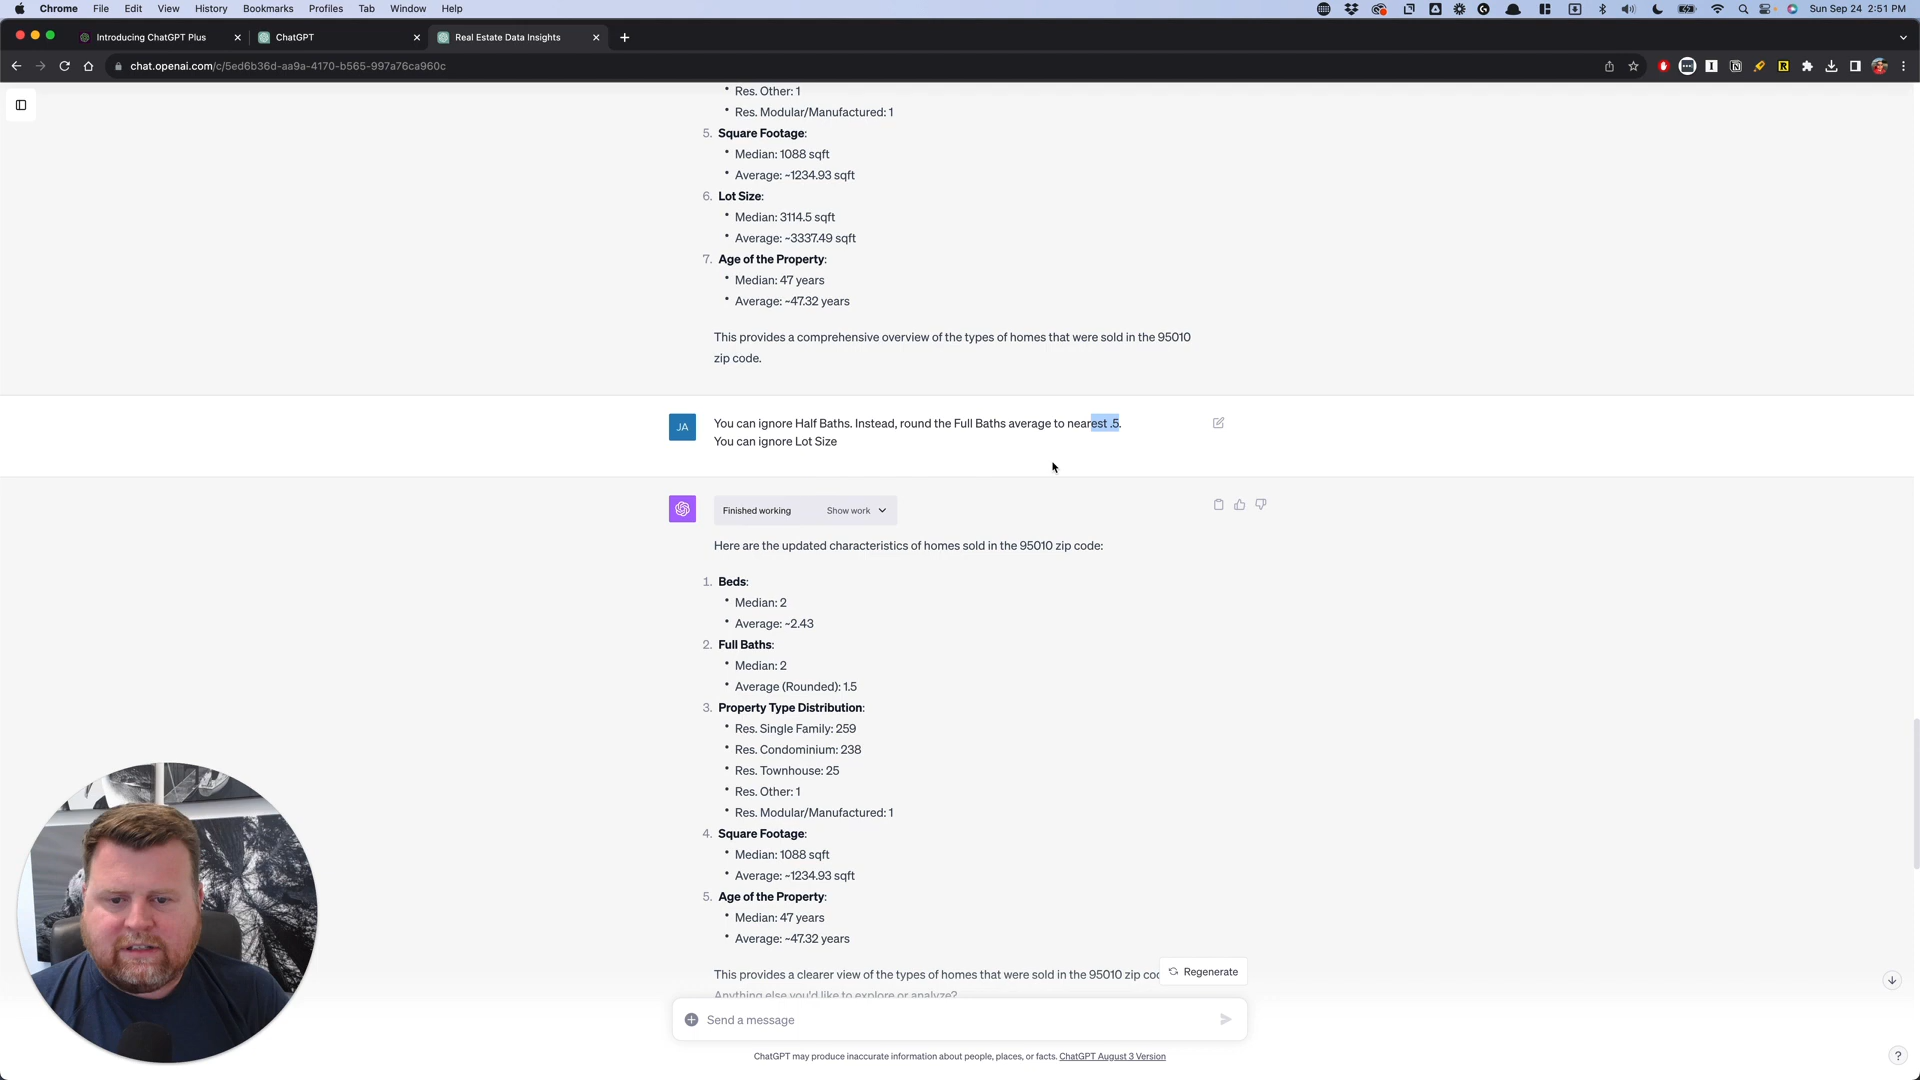 Chrome File Edit View History Bookmarks Profiles Tab Window Help Sun Sep 24 2:51 PM
Introducing ChatGPT Plus ChatGPT Real Estate Data Insights
chat.openai.com/c/5ed6b36d-aa9a-4170-b565-997a76ca960c
• Res. Other: 1
• Res. Modular/Manufactured: 1
5. Square Footage:
• Median: 1088 sqft
• Average: ~1234.93 sqft
6. Lot Size:
• Median: 3114.5 sqft
• Average: ~3337.49 sqft
7. Age of the Property:
• Median: 47 years
• Average: ~47.32 years
This provides a comprehensive overview of the types of homes that were sold in the 95010
zip code.
JA You can ignore Half Baths. Instead, round the Full Baths average to nearest .5.
You can ignore Lot Size
Finished working Show work
Here are the updated characteristics of homes sold in the 95010 zip code:
1. Beds:
• Median: 2
• Average: ~2.43
2. Full Baths:
• Median: 2
• Average (Rounded): 1.5
3. Property Type Distribution:
• Res. Single Family: 259
• Res. Condominium: 238
• Res. Townhouse: 25
• Res. Other: 1
• Res. Modular/Manufactured: 1
4. Square Footage:
• Median: 1088 sqft
• Average: ~1234.93 sqft
5. Age of the Property:
• Median: 47 years
• Average: ~47.32 years
This provides a clearer view of the types of homes that were sold in the 95010 zip
Regenerate
Anything else you'd like to explore or analyze?
Send a message
ChatGPT may produce inaccurate information about people, places, or facts. ChatGPT August 3 Version
?